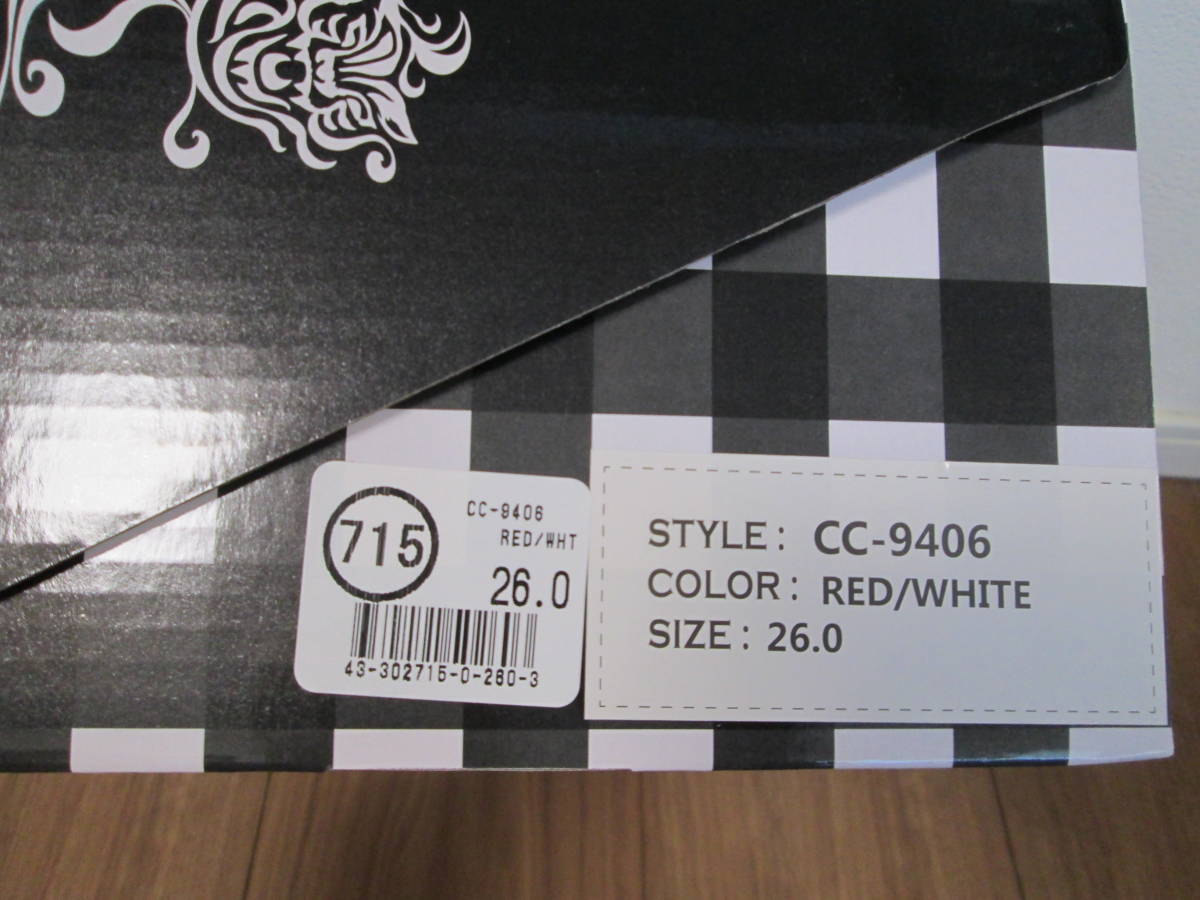 715
CC-9406
RED/WHT
26.0
43-302715-0-260-3
STYLE: CC-9406
COLOR: RED/WHITE
SIZE: 26.0